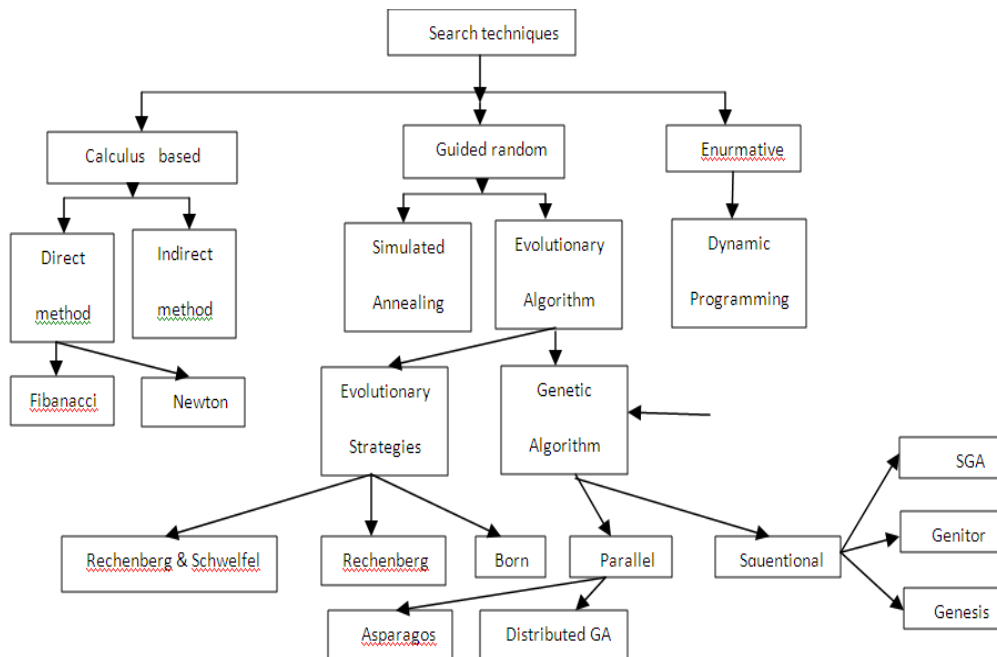 Search techniques
Calculus based
Guided random
Enurmative
Direct
method
Indirect
method
Simulated
Annealing
Evolutionary
Algorithm
Dynamic
Programming
Fibanacci
Newton
Evolutionary
Strategies
Genetic
Algorithm
SGA
Genitor
Genesis
Rechenberg & Schwelfel
Rechenberg
Born
Parallel
Sauentional
Asparagos
Distributed GA